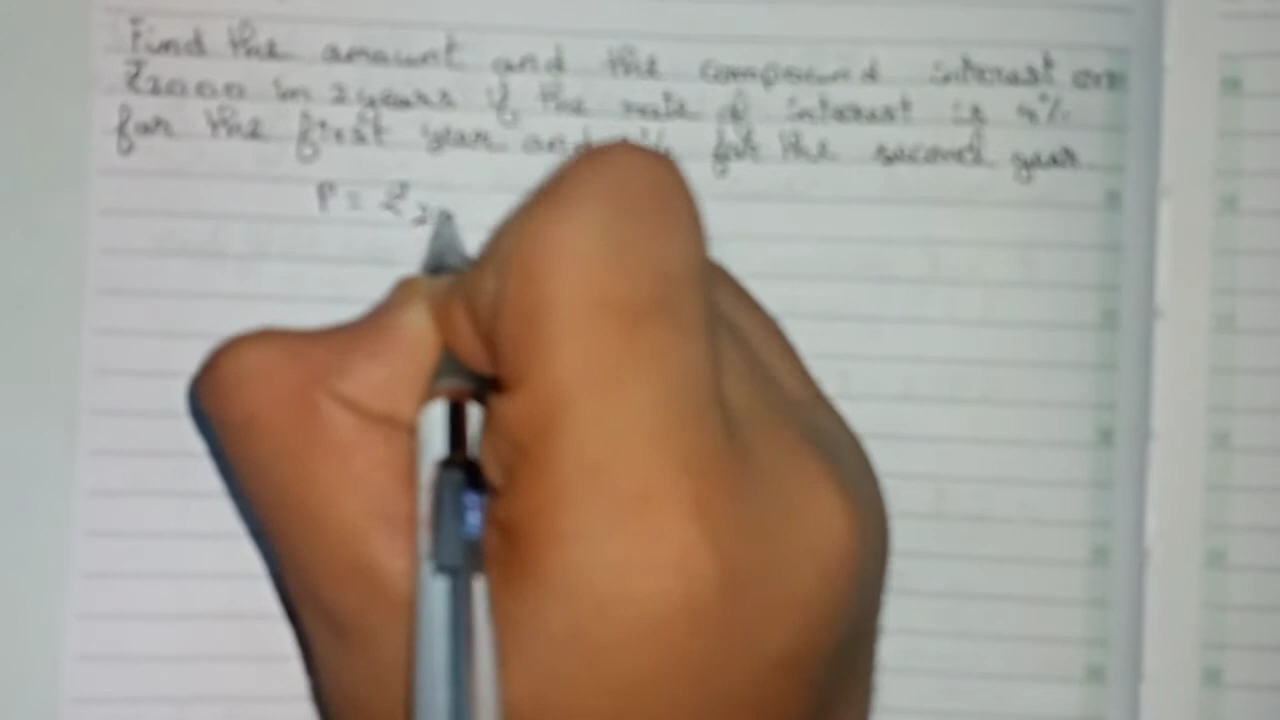 Find the amount and the compound interest on
₹2000 in 2 years if the rate of interest is 4%
for the first year and for the second year
P = ₹ 20